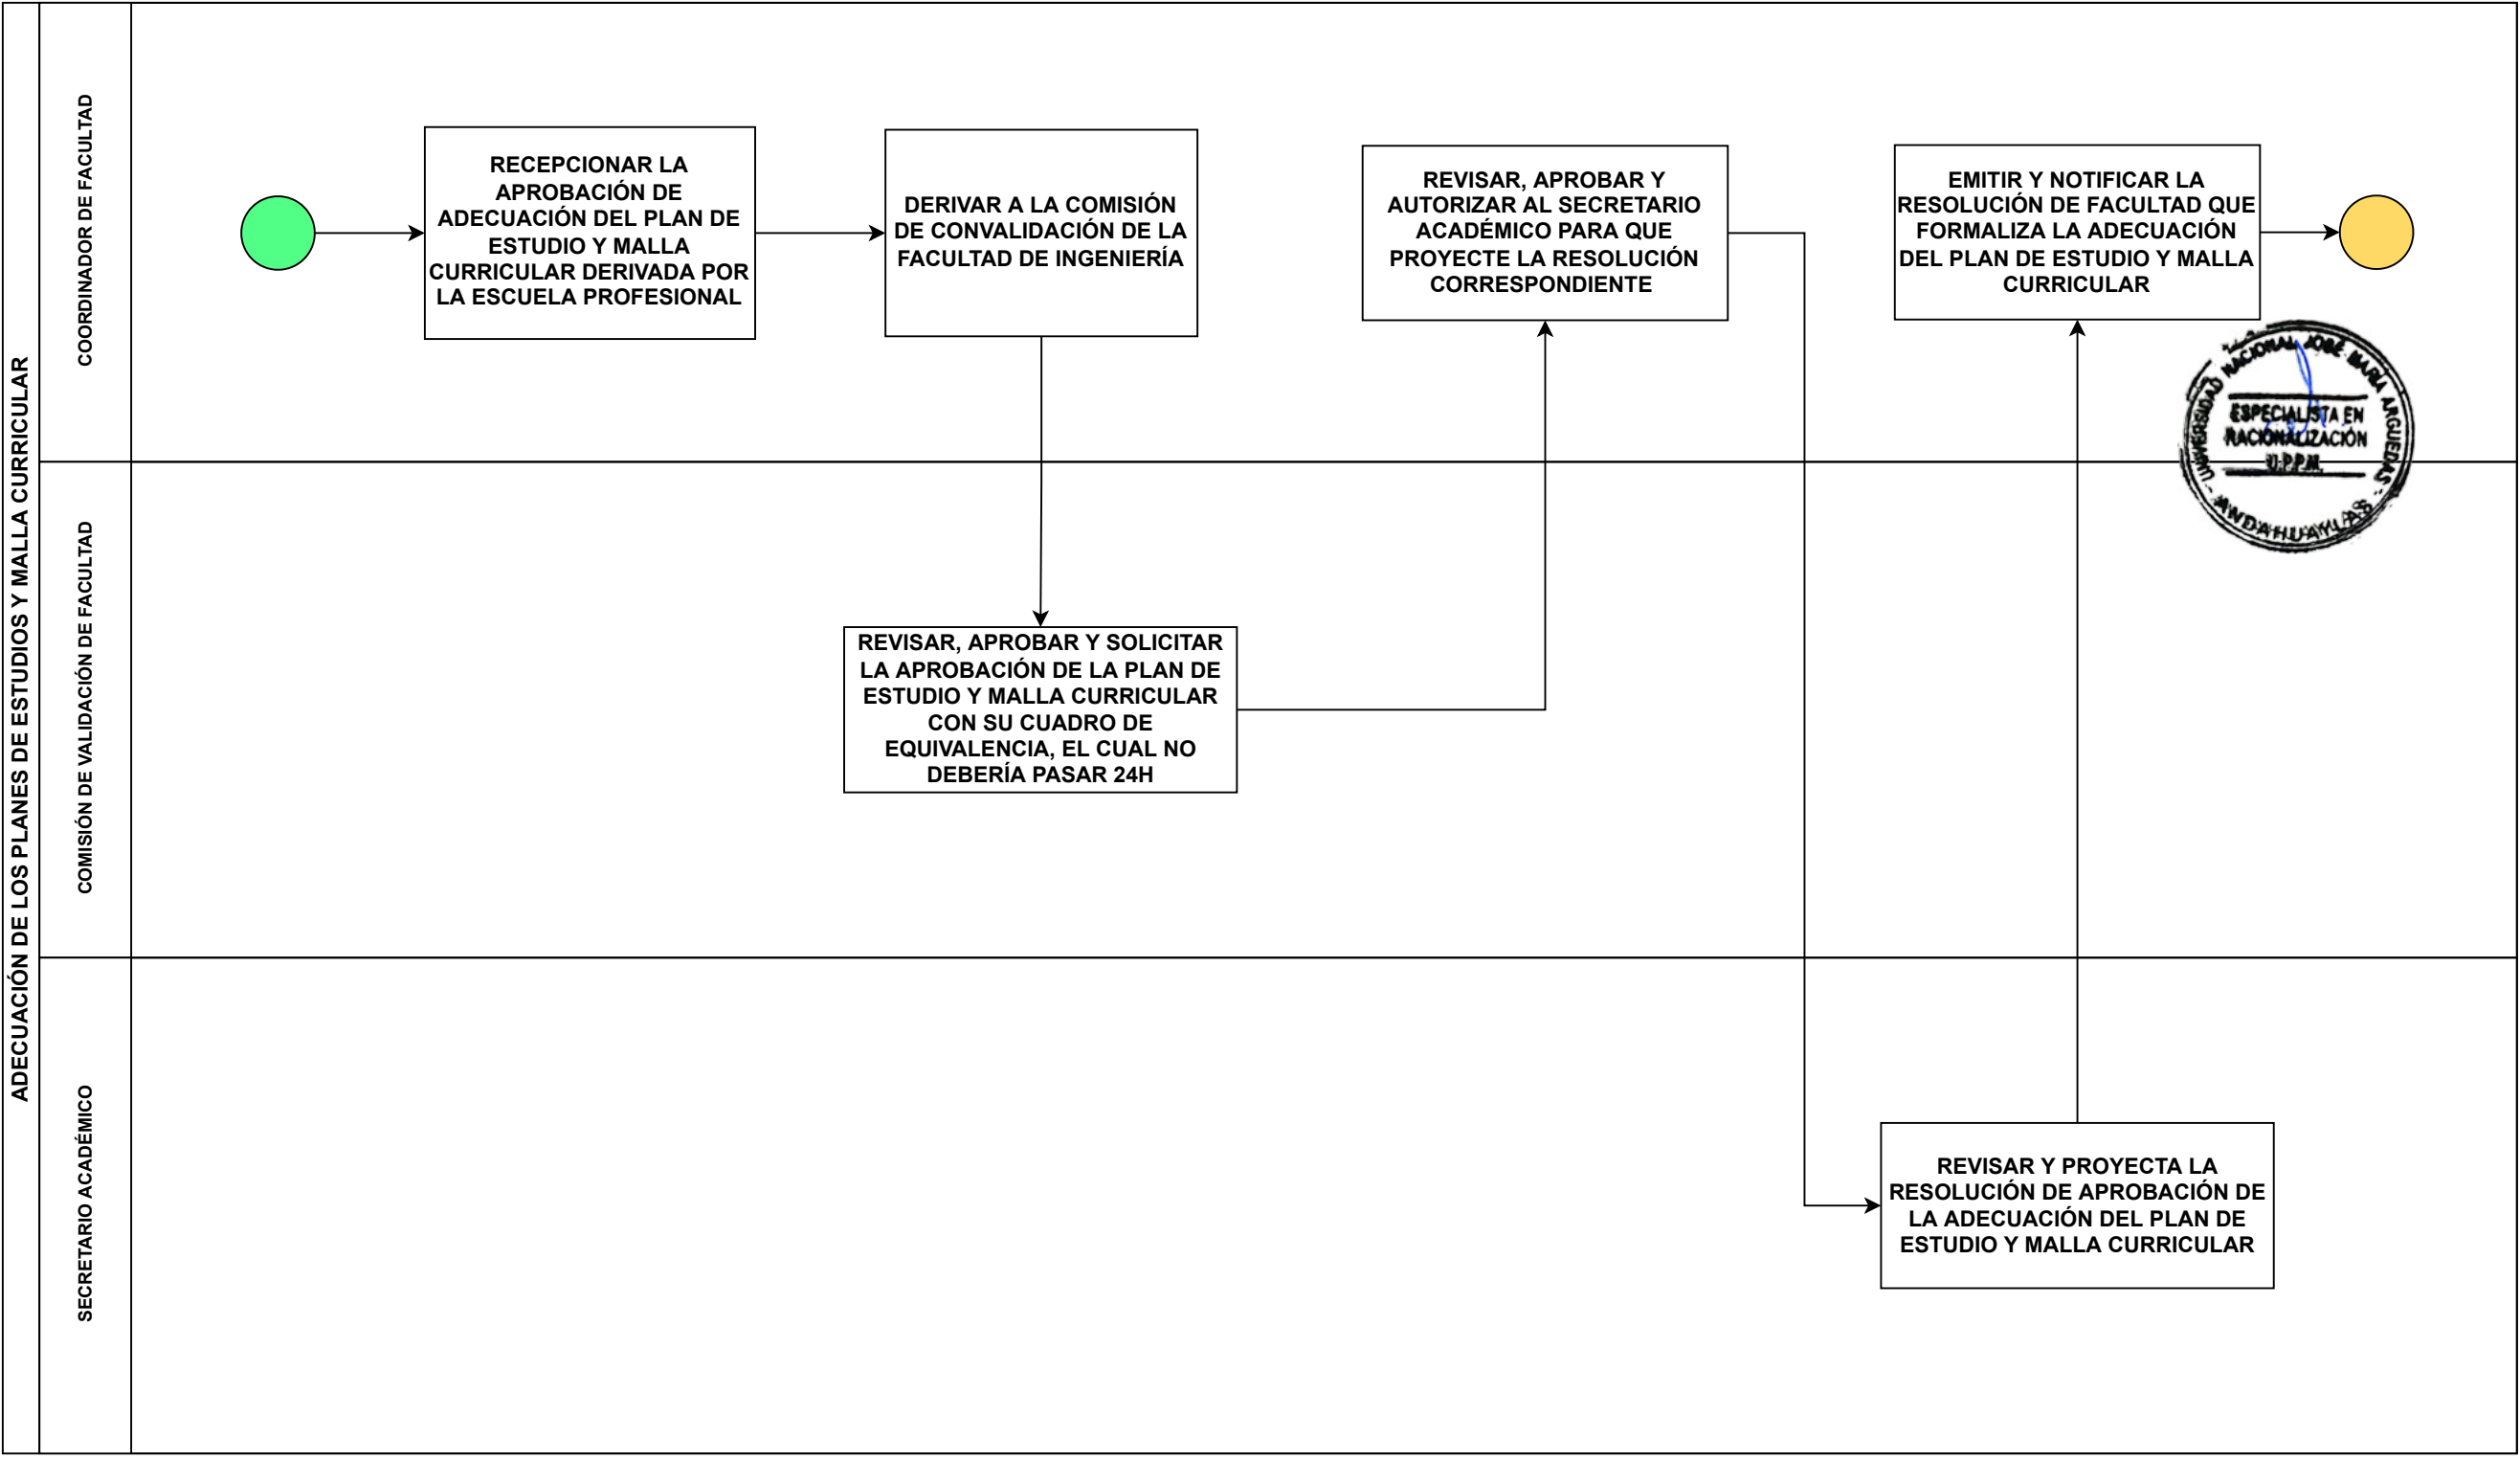 ADECUACIÓN DE LOS PLANES DE ESTUDIOS Y MALLA CURRICULAR
COORDINADOR DE FACULTAD
RECEPCIONAR LA
APROBACIÓN DE
ADECUACIÓN DEL PLAN DE
ESTUDIO Y MALLA
CURRICULAR DERIVADA POR
LA ESCUELA PROFESIONAL
DERIVAR A LA COMISIÓN
DE CONVALIDACIÓN DE LA
FACULTAD DE INGENIERÍA
REVISAR, APROBAR Y
AUTORIZAR AL SECRETARIO
ACADÉMICO PARA QUE
PROYECTE LA RESOLUCIÓN
CORRESPONDIENTE
EMITIR Y NOTIFICAR LA
RESOLUCIÓN DE FACULTAD QUE
FORMALIZA LA ADECUACIÓN
DEL PLAN DE ESTUDIO Y MALLA
CURRICULAR
UNIVERSIDAD NACIONAL JOSÉ MARÍA ARGUEDAS
ESPECIALISTA EN
RACIONALIZACIÓN
U.P.P.M.
- ANDAHUAYLAS -
COMISIÓN DE VALIDACIÓN DE FACULTAD
REVISAR, APROBAR Y SOLICITAR
LA APROBACIÓN DE LA PLAN DE
ESTUDIO Y MALLA CURRICULAR
CON SU CUADRO DE
EQUIVALENCIA, EL CUAL NO
DEBERÍA PASAR 24H
SECRETARIO ACADÉMICO
REVISAR Y PROYECTA LA
RESOLUCIÓN DE APROBACIÓN DE
LA ADECUACIÓN DEL PLAN DE
ESTUDIO Y MALLA CURRICULAR